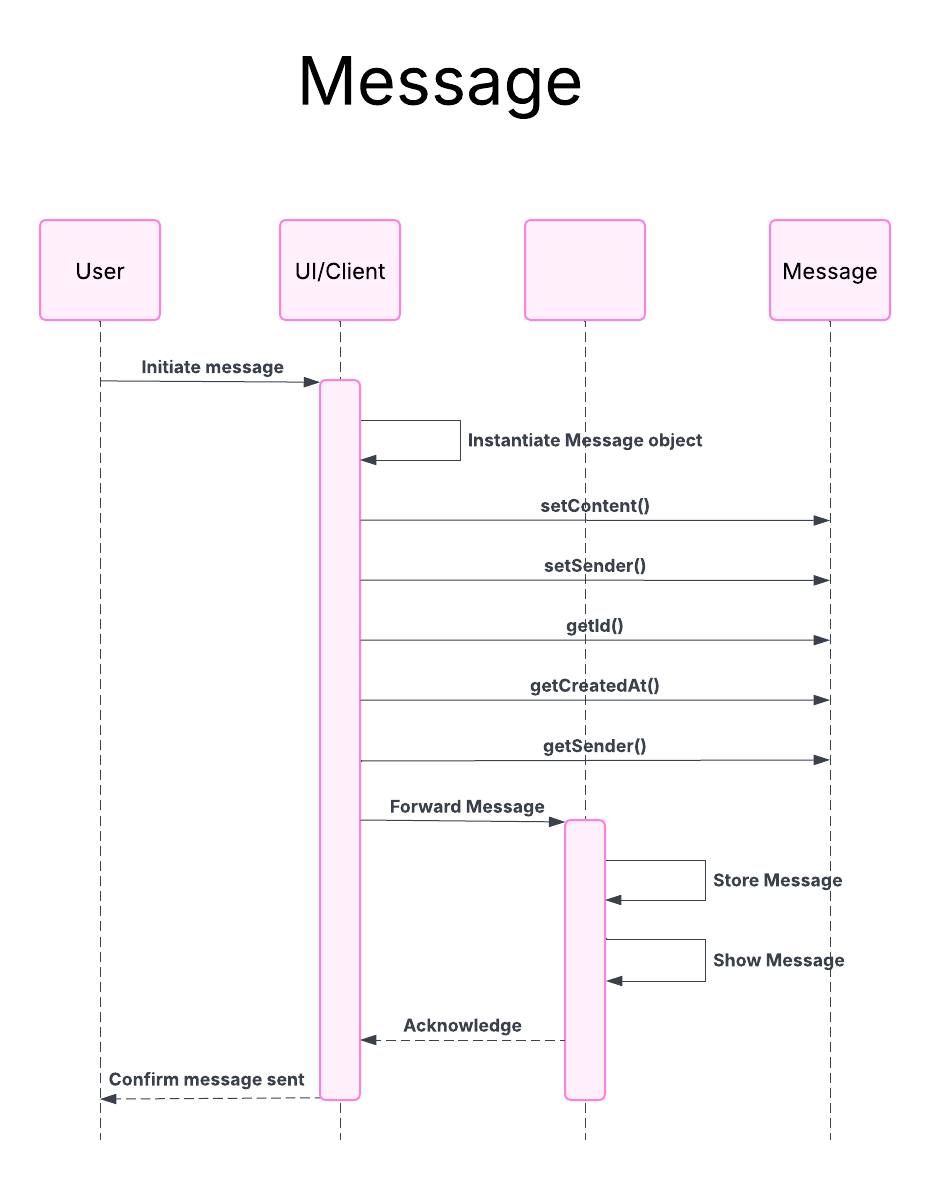 Message
User
UI/Client
Message
Initiate message
Instantiate Message object
setContent()
setSender()
getId()
getCreatedAt()
getSender()
Forward Message
Store Message
Show Message
Acknowledge
Confirm message sent